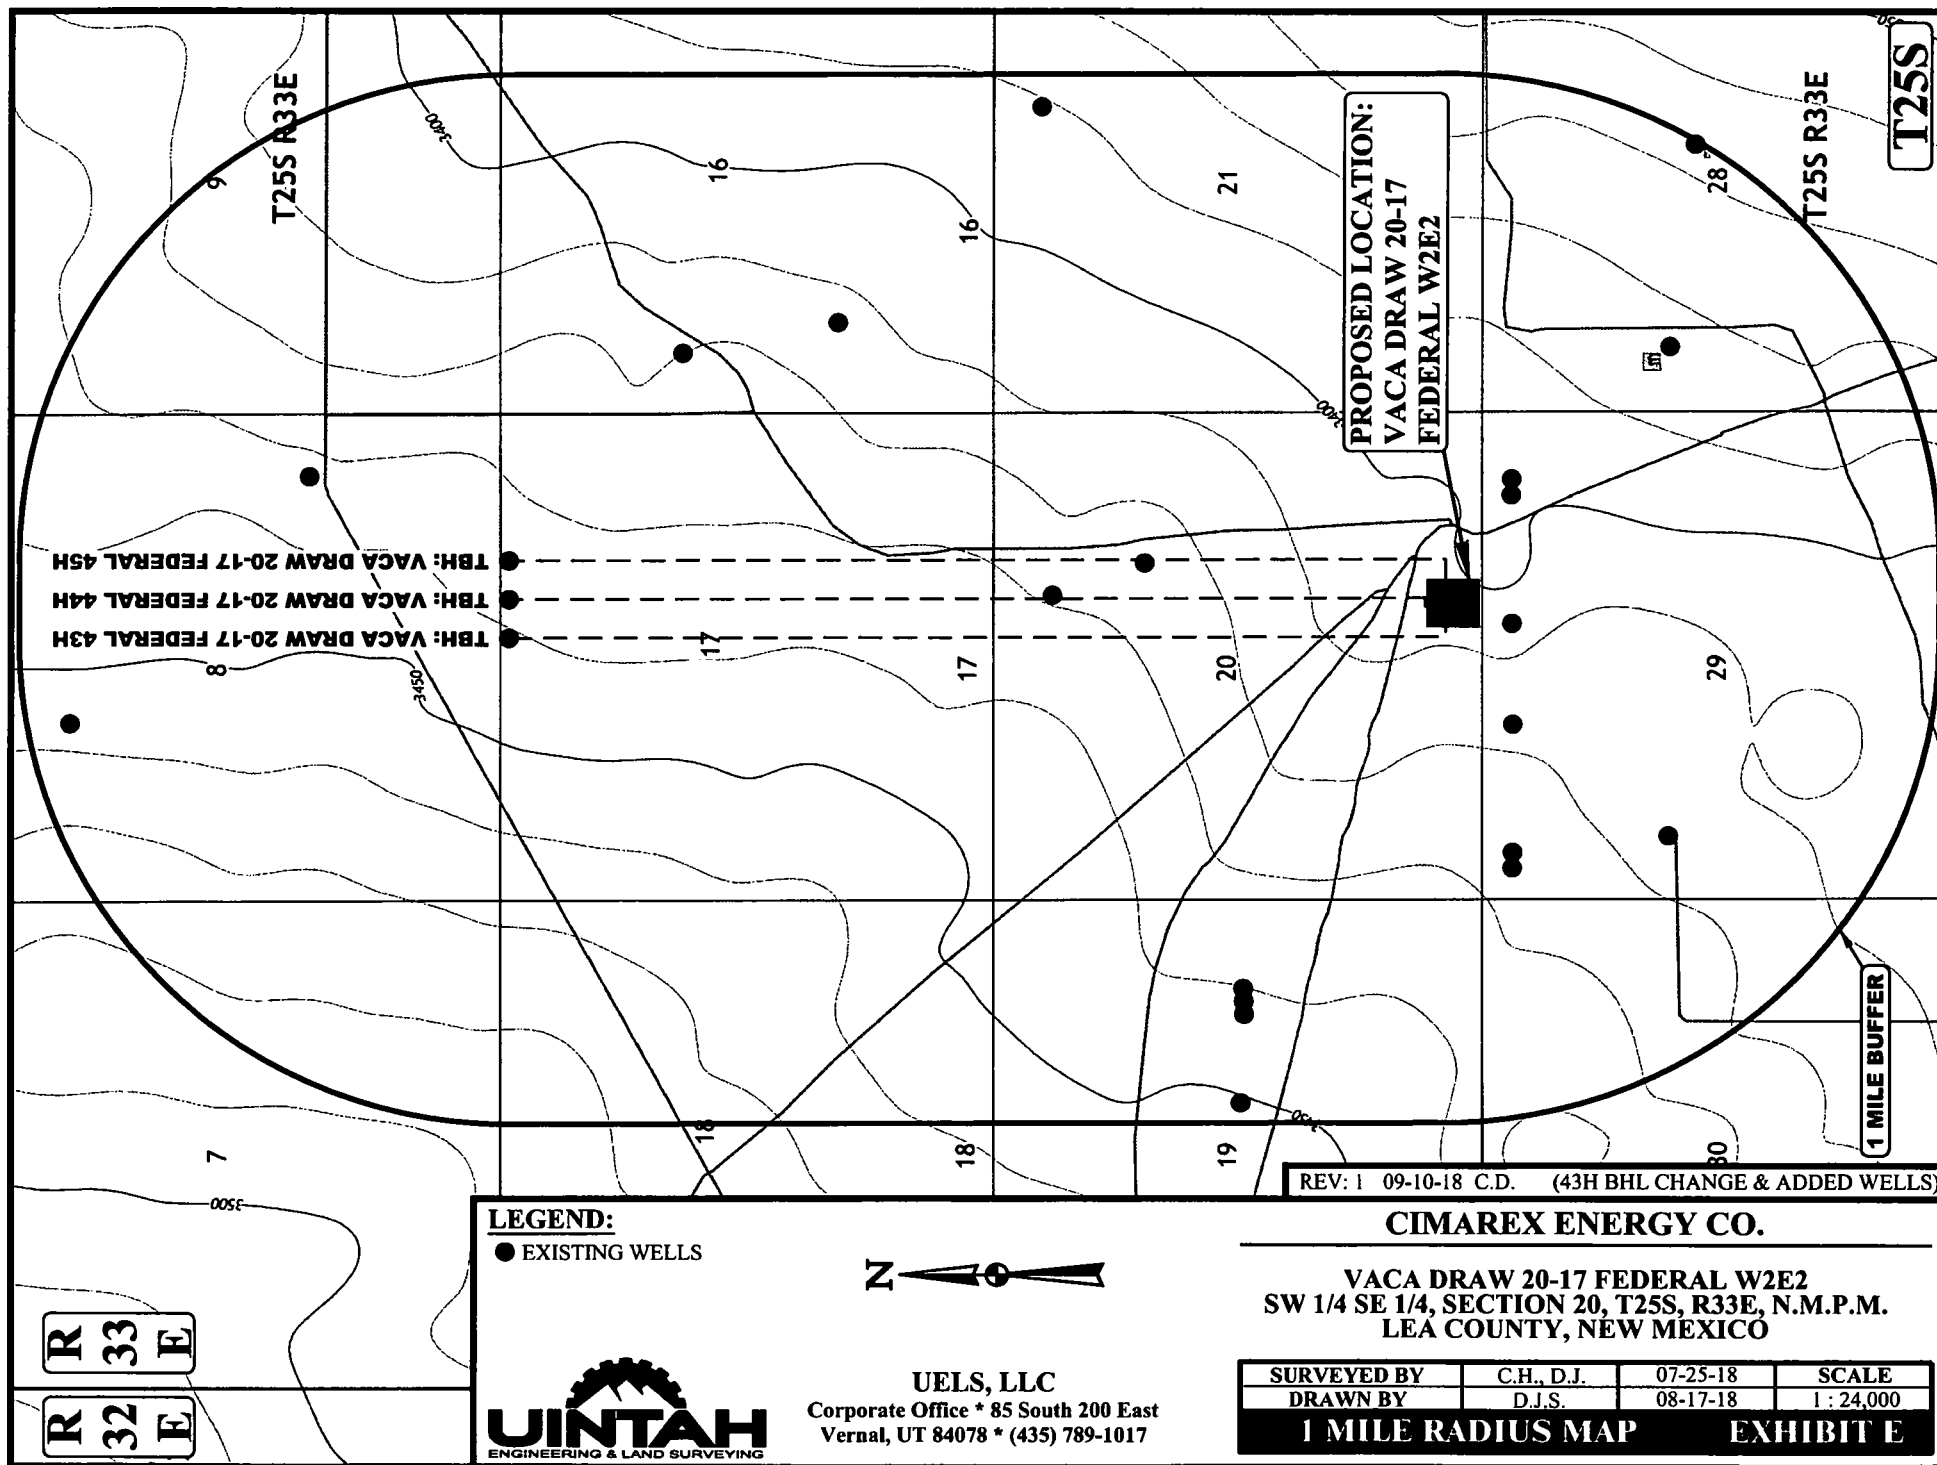 T25S R33E
T25S
T25S R33E
9
16
16
21
28
3400
3400
PROPOSED LOCATION:
VACA DRAW 20-17
FEDERAL W2E2
TBH: VACA DRAW 20-17 FEDERAL 45H
TBH: VACA DRAW 20-17 FEDERAL 44H
TBH: VACA DRAW 20-17 FEDERAL 43H
8
17
17
20
29
3450
7
18
18
19
30
3500
1 MILE BUFFER
REV: 1 09-10-18 C.D. (43H BHL CHANGE & ADDED WELLS)
LEGEND:
EXISTING WELLS
N
R 33 E
R 32 E
UINTAH
ENGINEERING & LAND SURVEYING
UELS, LLC
Corporate Office * 85 South 200 East
Vernal, UT 84078 * (435) 789-1017
CIMAREX ENERGY CO.
VACA DRAW 20-17 FEDERAL W2E2
SW 1/4 SE 1/4, SECTION 20, T25S, R33E, N.M.P.M.
LEA COUNTY, NEW MEXICO
SURVEYED BY C.H., D.J. 07-25-18 SCALE
DRAWN BY D.J.S. 08-17-18 1 : 24,000
1 MILE RADIUS MAP EXHIBIT E